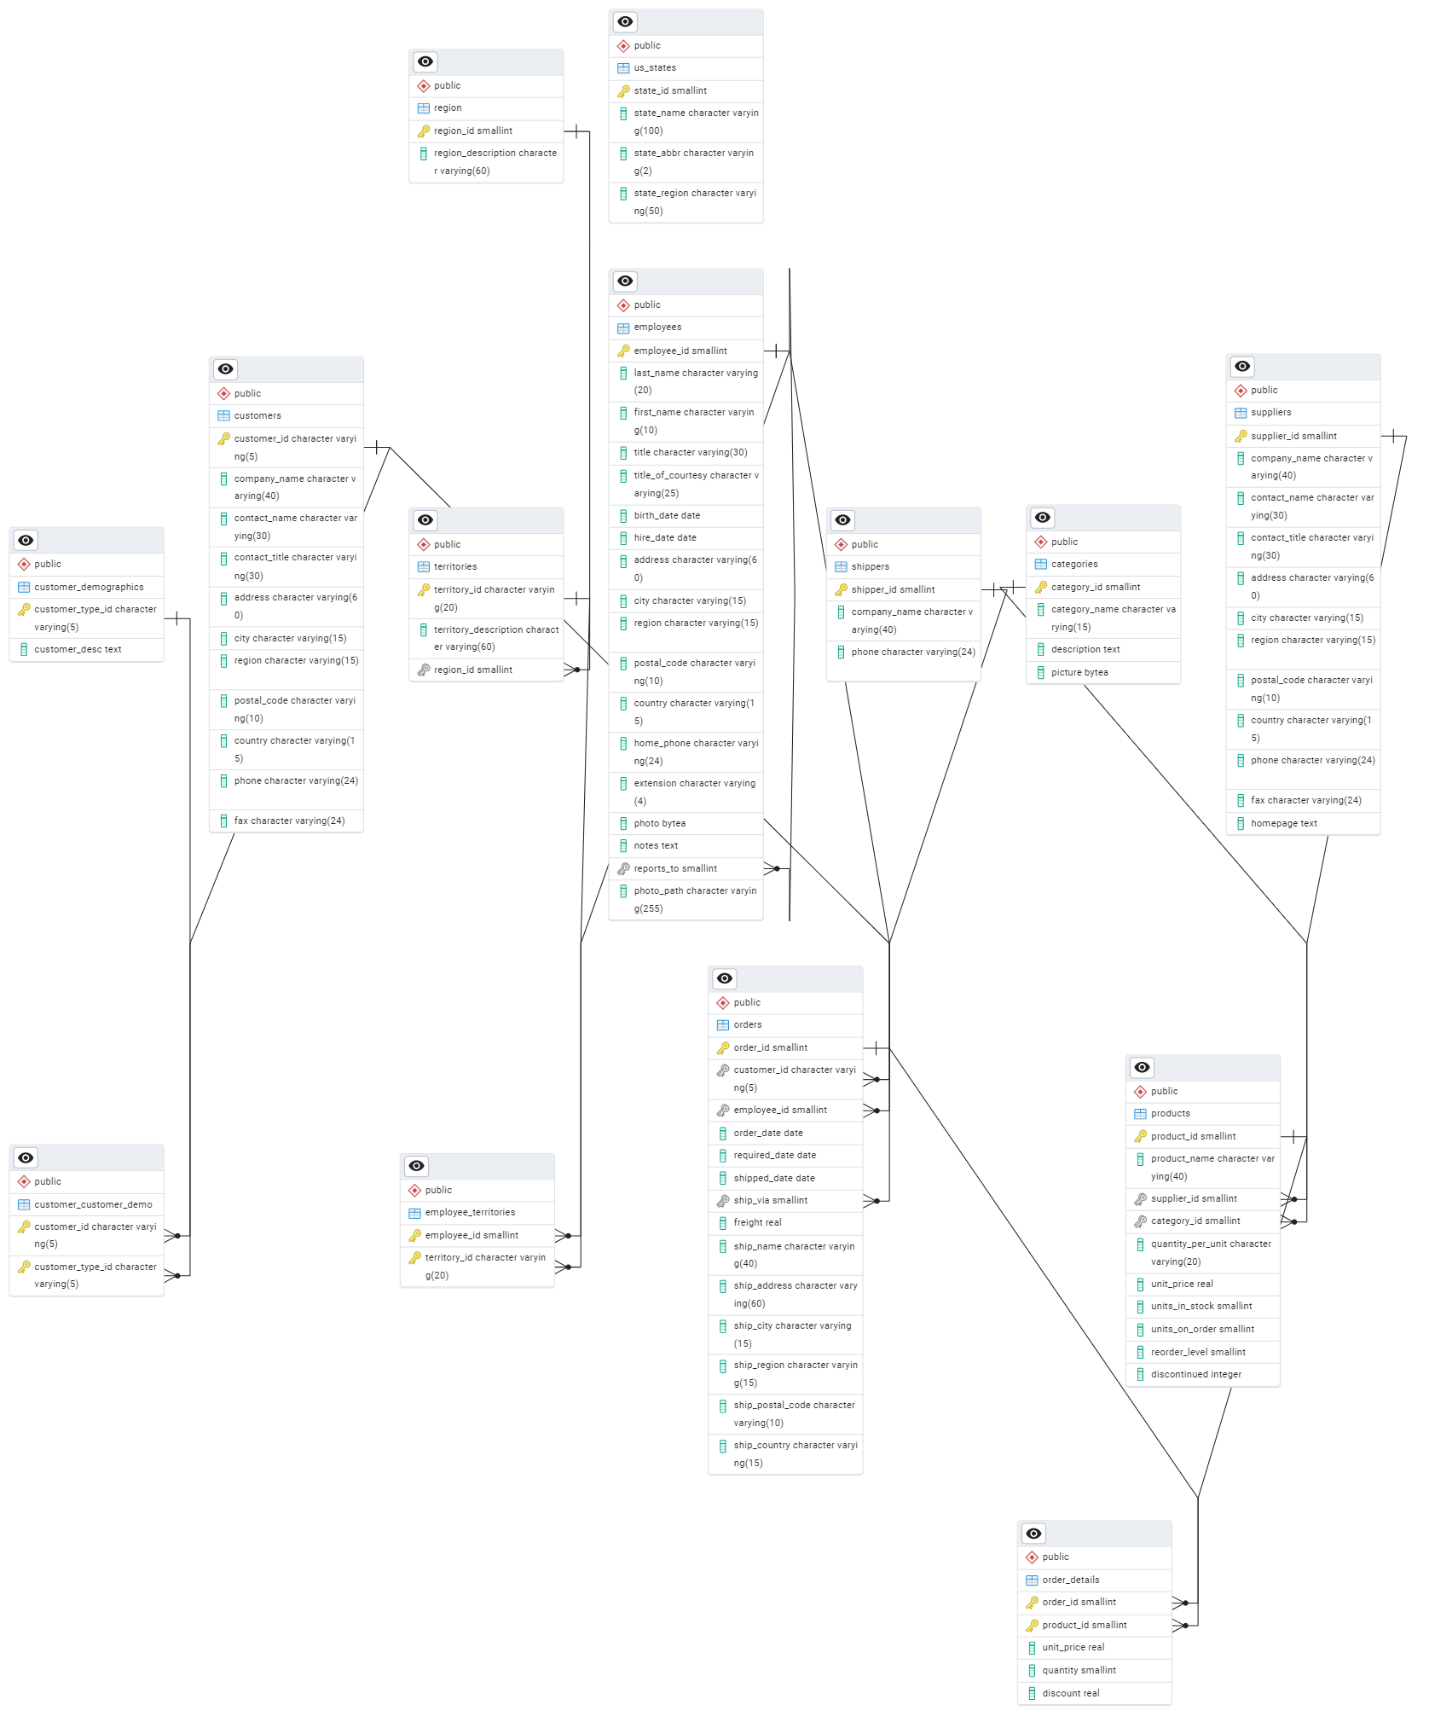 public
us_states
state_id smallint
state_name character varyin
g(100)
state_abbr character varyin
g(2)
state_region character varyi
ng(50)
public
region
region_id smallint
region_description characte
r varying(60)
public
employees
employee_id smallint
last_name character varying
(20)
first_name character varyin
g(10)
title character varying(30)
title_of_courtesy character v
arying(25)
birth_date date
hire_date date
address character varying(6
0)
city character varying(15)
region character varying(15)
postal_code character varyi
ng(10)
country character varying(1
5)
home_phone character varyi
ng(24)
extension character varying
(4)
photo bytea
notes text
reports_to smallint
photo_path character varyin
g(255)
public
customers
customer_id character varyi
ng(5)
company_name character v
arying(40)
contact_name character var
ying(30)
contact_title character varyi
ng(30)
address character varying(6
0)
city character varying(15)
region character varying(15)
postal_code character varyi
ng(10)
country character varying(1
5)
phone character varying(24)
fax character varying(24)
public
suppliers
supplier_id smallint
company_name character v
arying(40)
contact_name character var
ying(30)
contact_title character varyi
ng(30)
address character varying(6
0)
city character varying(15)
region character varying(15)
postal_code character varyi
ng(10)
country character varying(1
5)
phone character varying(24)
fax character varying(24)
homepage text
public
customer_demographics
customer_type_id character
varying(5)
customer_desc text
public
territories
territory_id character varyin
g(20)
territory_description charact
er varying(60)
region_id smallint
public
shippers
shipper_id smallint
company_name character v
arying(40)
phone character varying(24)
public
categories
category_id smallint
category_name character va
rying(15)
description text
picture bytea
public
orders
order_id smallint
customer_id character varyi
ng(5)
employee_id smallint
order_date date
required_date date
shipped_date date
ship_via smallint
freight real
ship_name character varyin
g(40)
ship_address character vary
ing(60)
ship_city character varying
(15)
ship_region character varyin
g(15)
ship_postal_code character
varying(10)
ship_country character varyi
ng(15)
public
products
product_id smallint
product_name character var
ying(40)
supplier_id smallint
category_id smallint
quantity_per_unit character
varying(20)
unit_price real
units_in_stock smallint
units_on_order smallint
reorder_level smallint
discontinued integer
public
customer_customer_demo
customer_id character varyi
ng(5)
customer_type_id character
varying(5)
public
employee_territories
employee_id smallint
territory_id character varyin
g(20)
public
order_details
order_id smallint
product_id smallint
unit_price real
quantity smallint
discount real